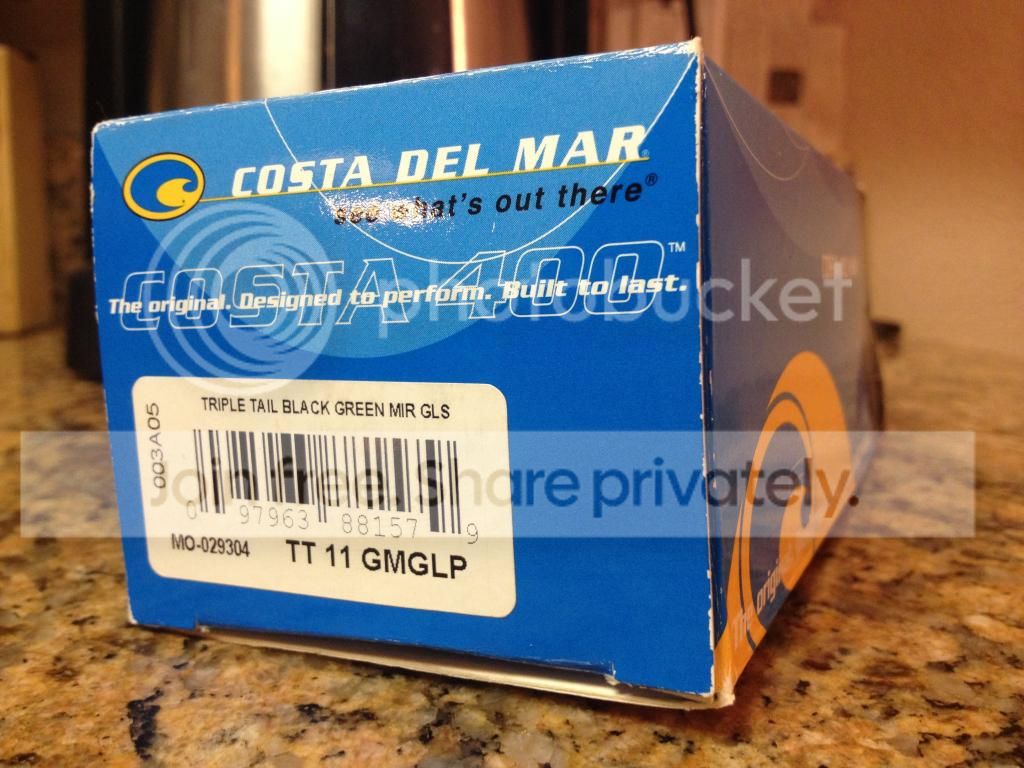 COSTA DEL MAR®
see what's out there®
COSTA 400™
The original. Designed to perform. Built to last.
photobucket
TRIPLE TAIL BLACK GREEN MIR GLS
003A05
Join free. Share privately.
0 97963 88157 9
MO-029304
TT 11 GMGLP
The original